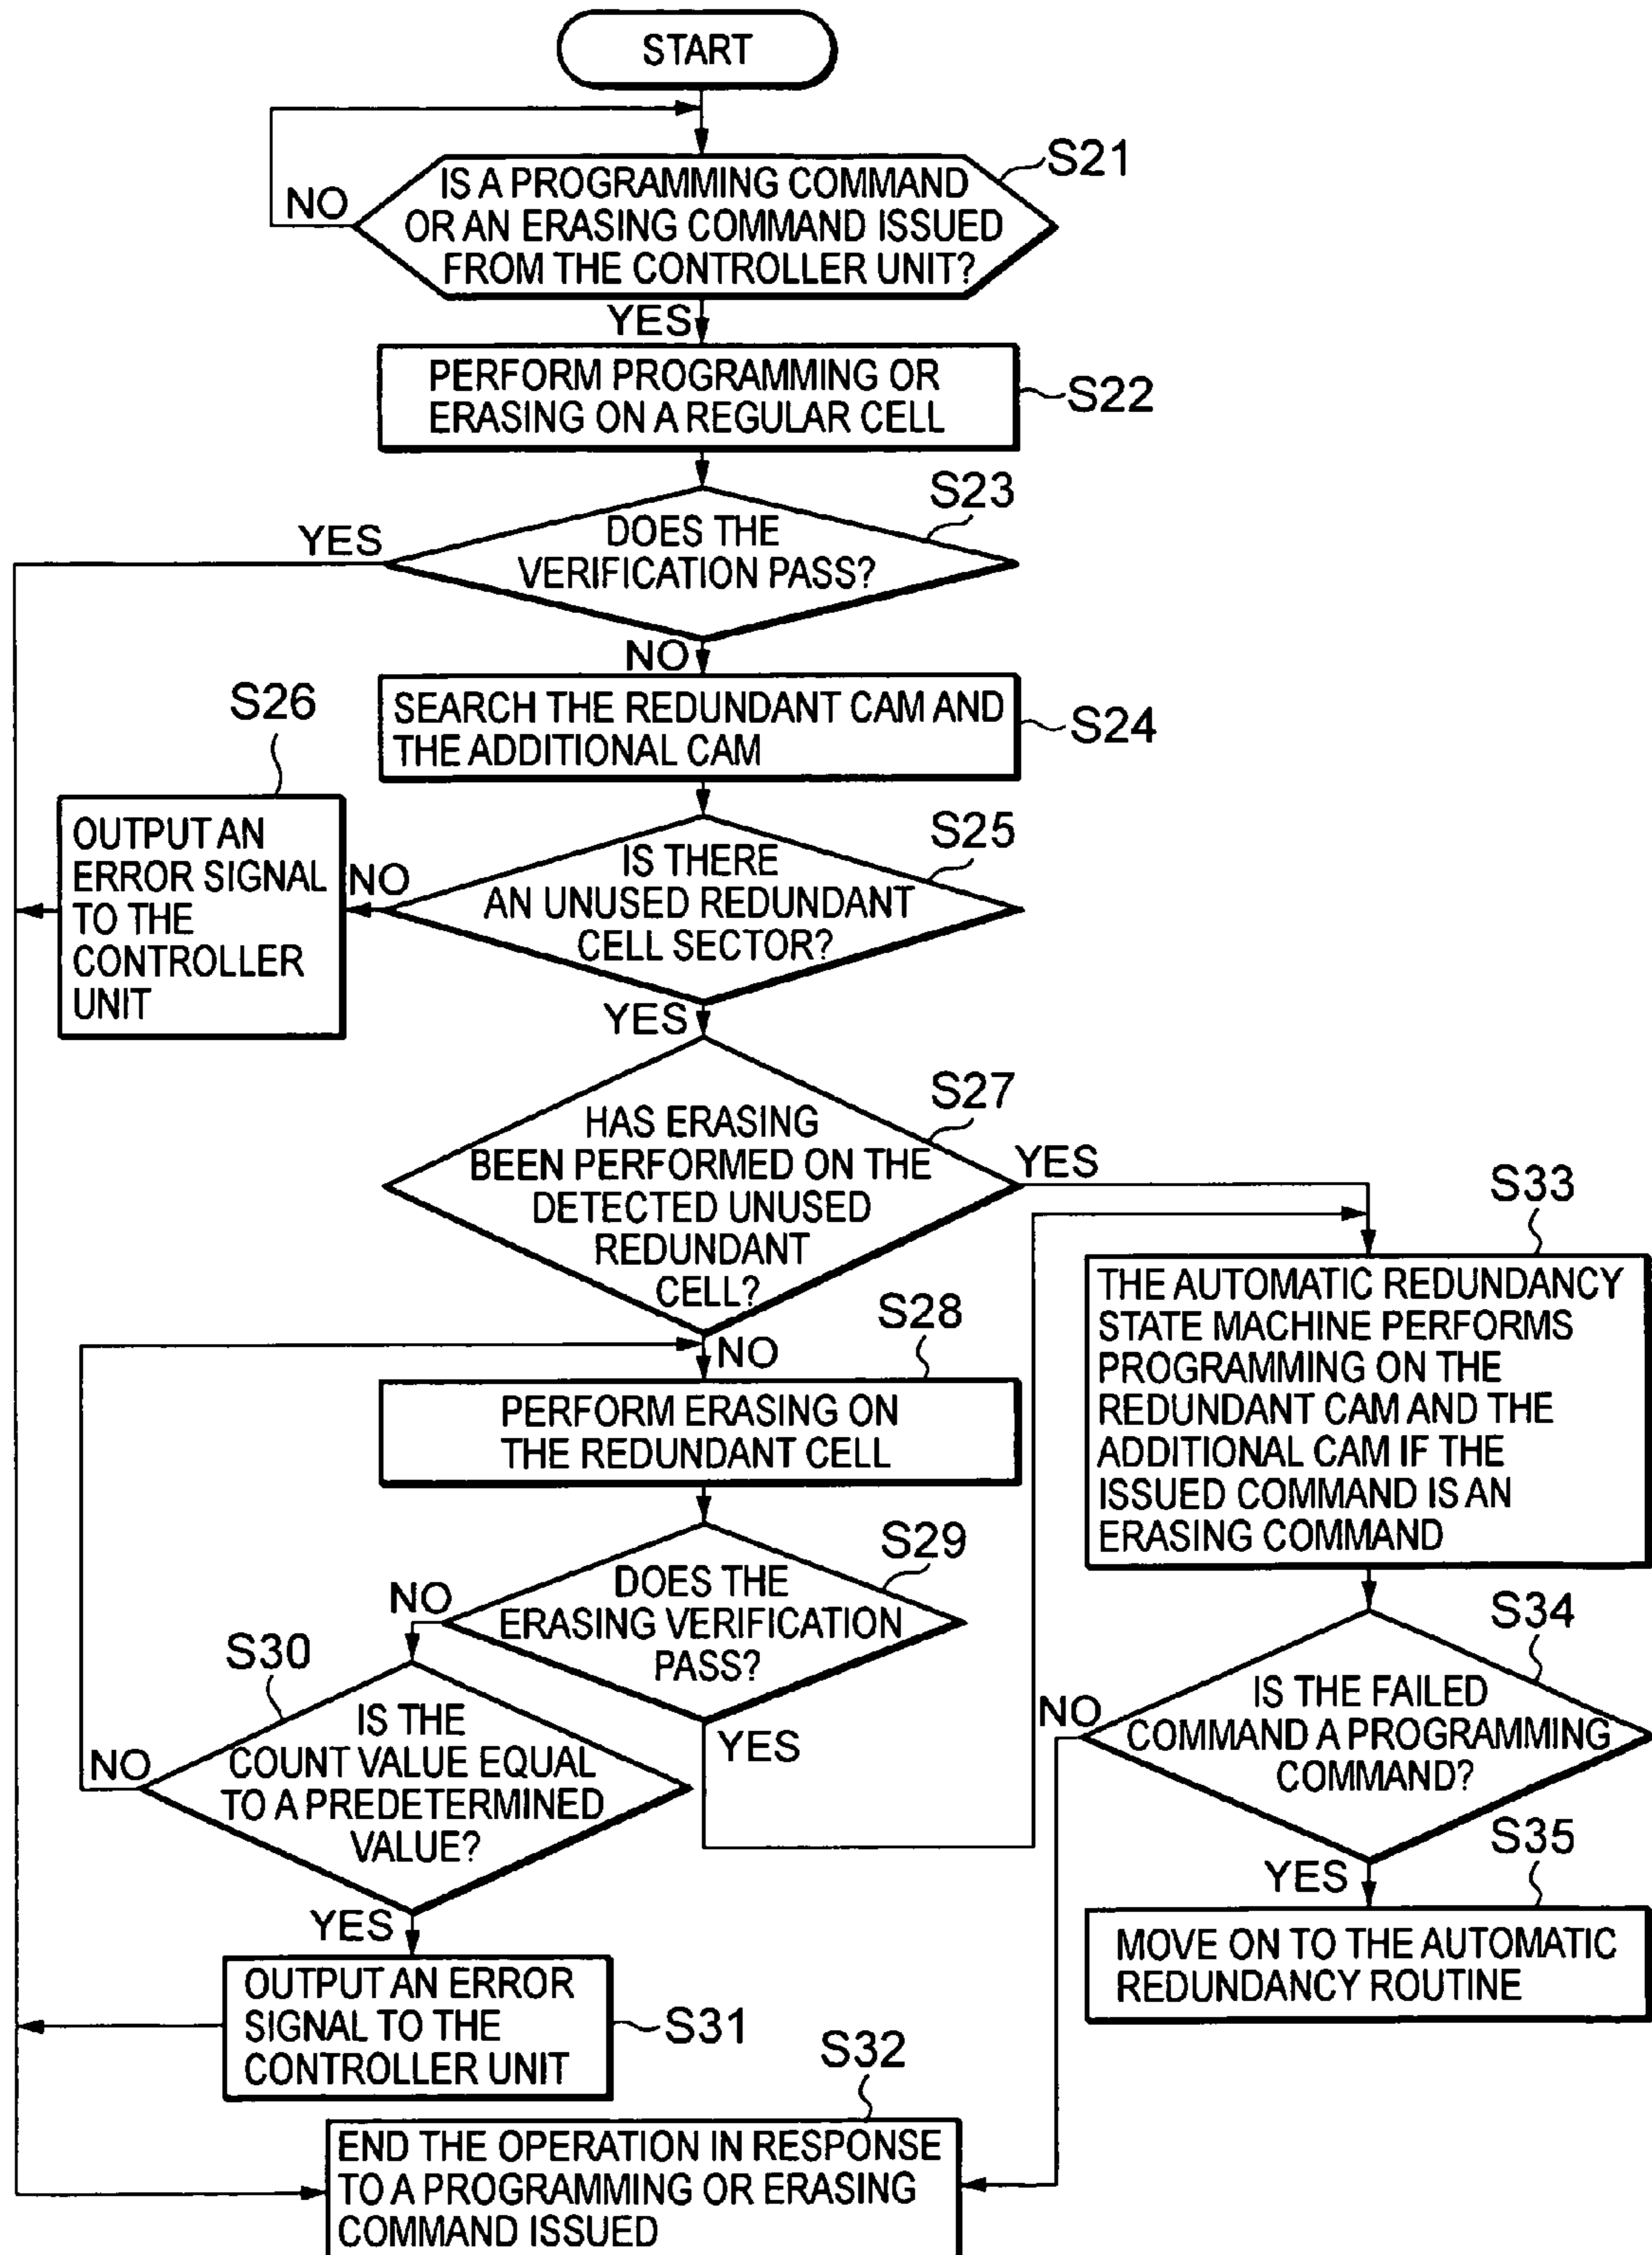 START
S21
IS A PROGRAMMING COMMAND
OR AN ERASING COMMAND ISSUED
FROM THE CONTROLLER UNIT?
NO
YES
PERFORM PROGRAMMING OR
ERASING ON A REGULAR CELL
S22
S23
DOES THE
VERIFICATION PASS?
YES
NO
SEARCH THE REDUNDANT CAM AND
THE ADDITIONAL CAM
S24
S26
OUTPUT AN
ERROR SIGNAL
TO THE
CONTROLLER
UNIT
S25
IS THERE
AN UNUSED REDUNDANT
CELL SECTOR?
NO
YES
S27
HAS ERASING
BEEN PERFORMED ON THE
DETECTED UNUSED
REDUNDANT
CELL?
YES
NO
S28
PERFORM ERASING ON
THE REDUNDANT CELL
S29
DOES THE
ERASING VERIFICATION
PASS?
NO
YES
S30
IS THE
COUNT VALUE EQUAL
TO A PREDETERMINED
VALUE?
NO
YES
OUTPUT AN ERROR
SIGNAL TO THE
CONTROLLER UNIT
S31
S33
THE AUTOMATIC REDUNDANCY
STATE MACHINE PERFORMS
PROGRAMMING ON THE
REDUNDANT CAM AND THE
ADDITIONAL CAM IF THE
ISSUED COMMAND IS AN
ERASING COMMAND
S34
IS THE FAILED
COMMAND A PROGRAMMING
COMMAND?
NO
YES
S35
MOVE ON TO THE AUTOMATIC
REDUNDANCY ROUTINE
S32
END THE OPERATION IN RESPONSE
TO A PROGRAMMING OR ERASING
COMMAND ISSUED